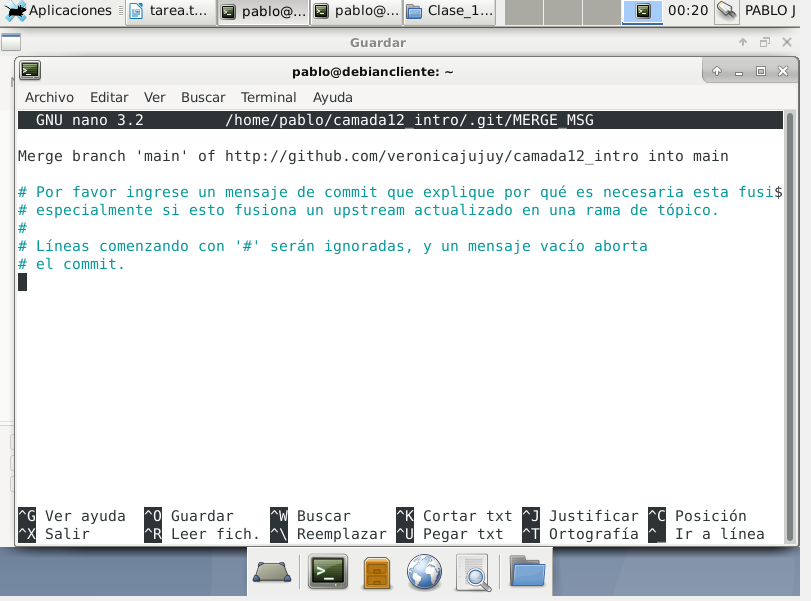 Aplicaciones tarea.t... pablo@... pablo@... Clase_1... 00:20 PABLO J
Guardar
pablo@debiancliente: ~
Archivo Editar Ver Buscar Terminal Ayuda
GNU nano 3.2 /home/pablo/camada12_intro/.git/MERGE_MSG
Merge branch 'main' of http://github.com/veronicajujuy/camada12_intro into main
# Por favor ingrese un mensaje de commit que explique por qué es necesaria esta fusi$
# especialmente si esto fusiona un upstream actualizado en una rama de tópico.
#
# Líneas comenzando con '#' serán ignoradas, y un mensaje vacío aborta
# el commit.
^G Ver ayuda ^O Guardar ^W Buscar ^K Cortar txt ^J Justificar ^C Posición
^X Salir ^R Leer fich. ^\ Reemplazar ^U Pegar txt ^T Ortografía ^_ Ir a línea